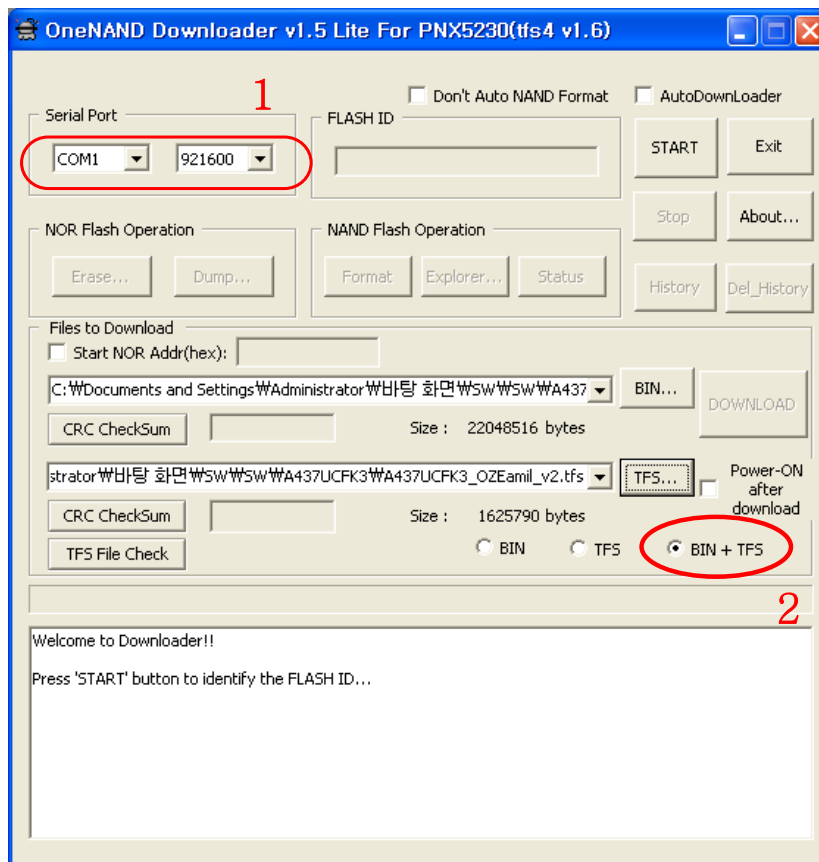 OneNAND Downloader v1.5 Lite For PNX5230(tfs4 v1.6)
1
Don't Auto NAND Format
AutoDownLoader
Serial Port
FLASH ID
COM1
921600
START
Exit
Stop
About...
NOR Flash Operation
NAND Flash Operation
Erase...
Dump...
Format
Explorer...
Status
History
Del_History
Files to Download
Start NOR Addr(hex):
C:₩Documents and Settings₩Administrator₩바탕 화면₩SW₩SW₩A437
BIN...
DOWNLOAD
CRC CheckSum
Size : 22048516 bytes
strator₩바탕 화면₩SW₩SW₩A437UCFK3₩A437UCFK3_OZEamil_v2.tfs
TFS...
Power-ON
after
download
CRC CheckSum
Size : 1625790 bytes
TFS File Check
BIN
TFS
BIN + TFS
2
Welcome to Downloader!!
Press 'START' button to identify the FLASH ID...